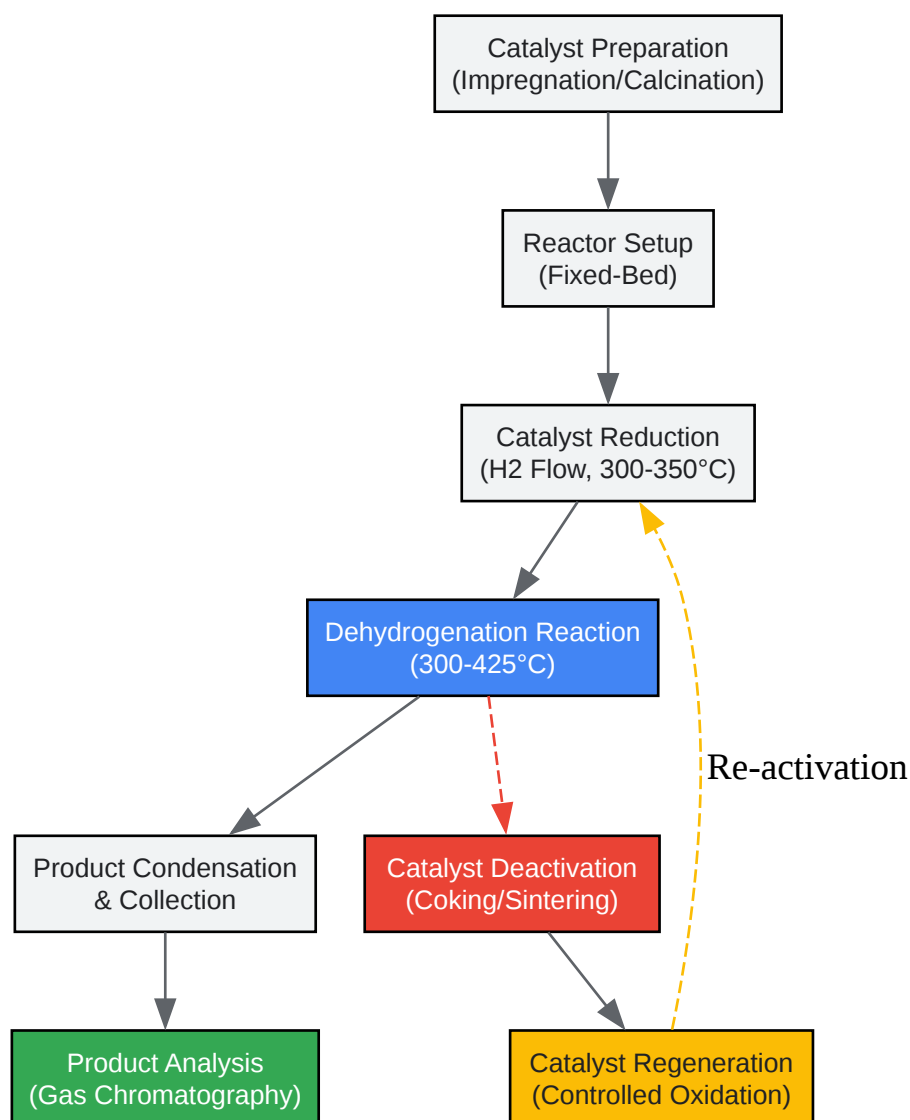 Catalyst Preparation
(Impregnation/Calcination)
Reactor Setup
(Fixed-Bed)
Catalyst Reduction
(H2 Flow, 300-350°C)
Dehydrogenation Reaction
(300-425°C)
Re-activation
Product Condensation
& Collection
Catalyst Deactivation
(Coking/Sintering)
Product Analysis
(Gas Chromatography)
Catalyst Regeneration
(Controlled Oxidation)